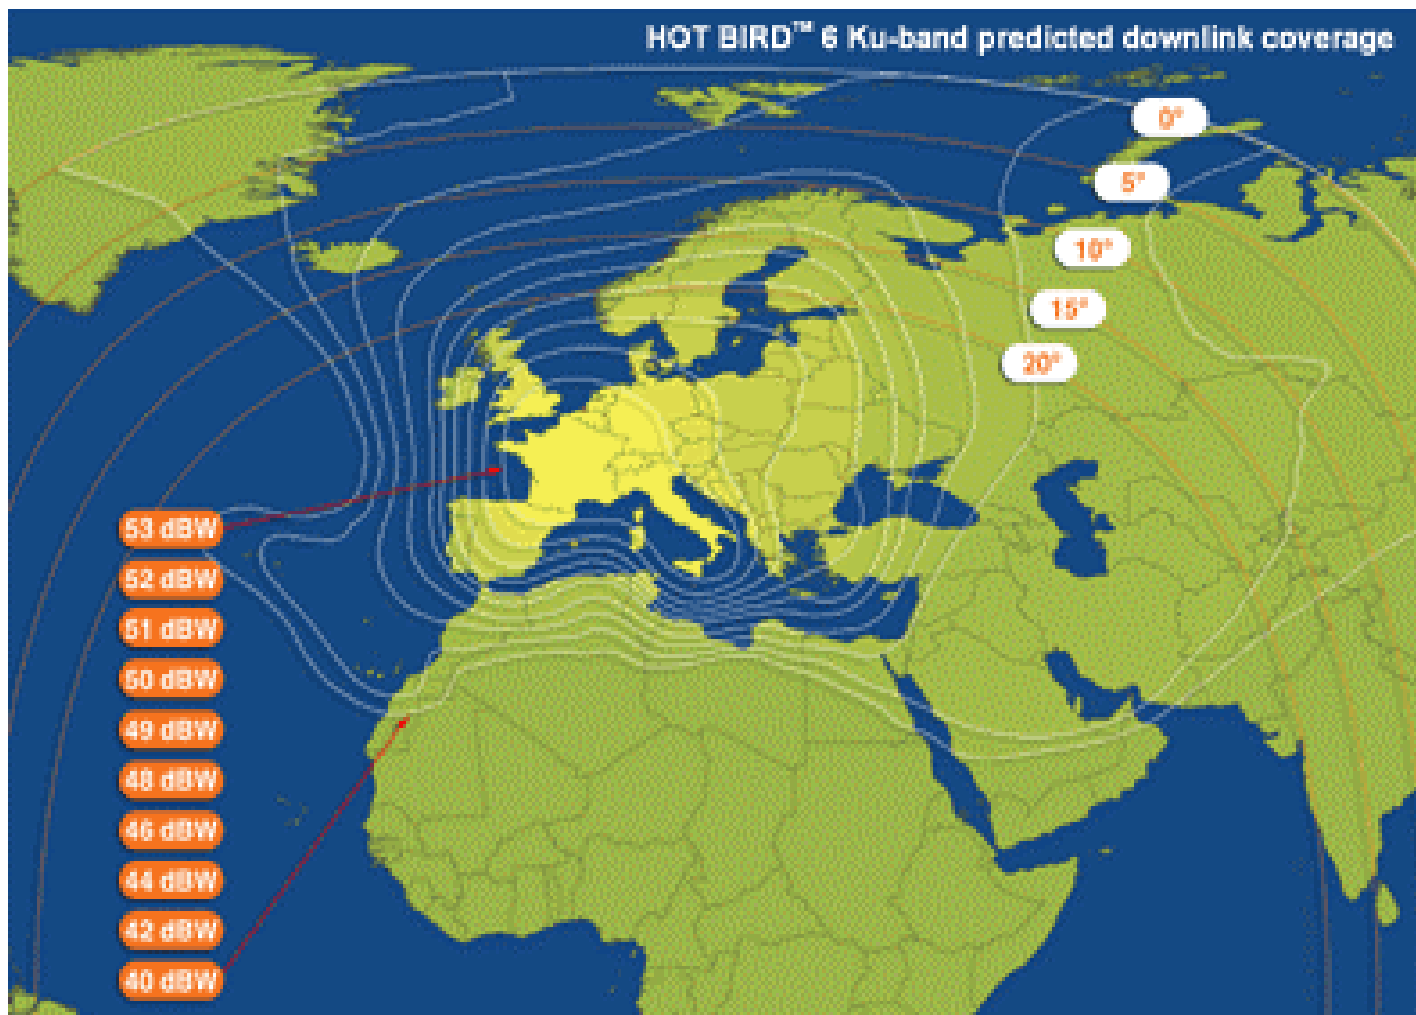 HOT BIRD™ 6 Ku-band predicted downlink coverage
0°
5°
10°
15°
20°
53 dBW
52 dBW
51 dBW
50 dBW
49 dBW
48 dBW
46 dBW
44 dBW
42 dBW
40 dBW